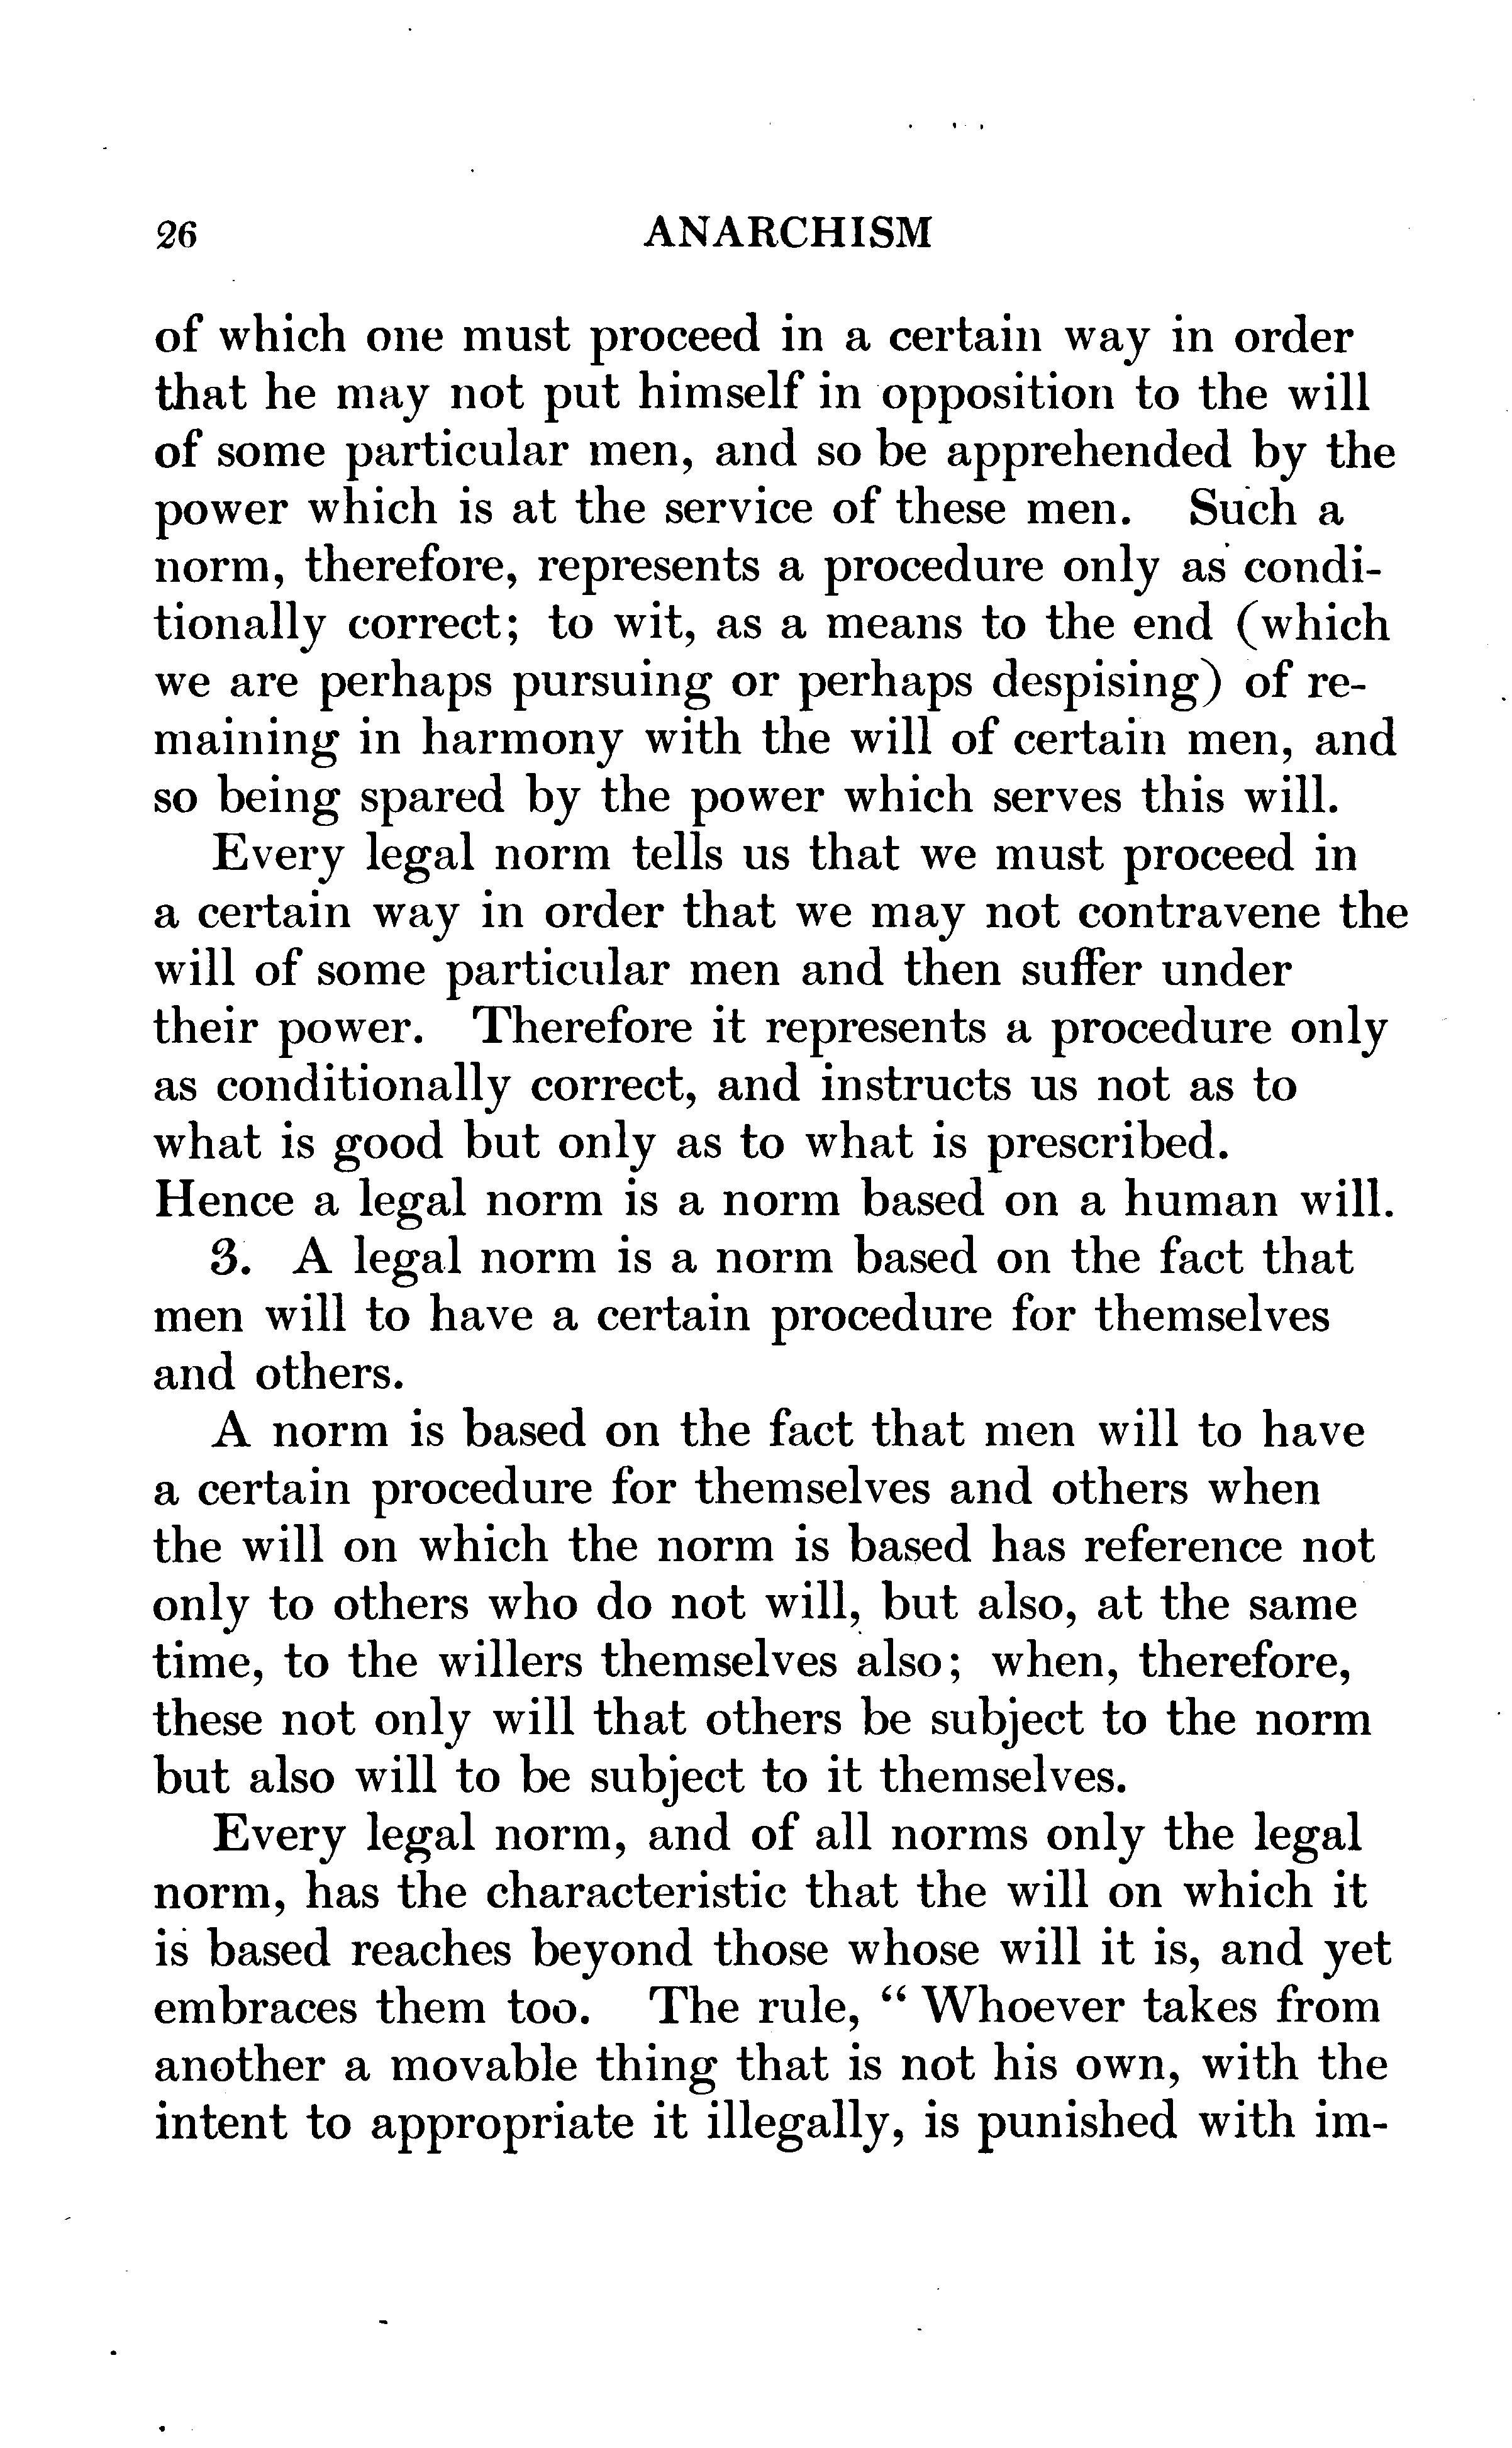 26 ANARCHISM
of which one must proceed in a certain way in order
that he may not put himself in opposition to the will
of some particular men, and so be apprehended by the
power which is at the service of these men. Such a
norm, therefore, represents a procedure only as condi-
tionally correct; to wit, as a means to the end (which
we are perhaps pursuing or perhaps despising) of re-
maining in harmony with the will of certain men, and
so being spared by the power which serves this will.
Every legal norm tells us that we must proceed in
a certain way in order that we may not contravene the
will of some particular men and then suffer under
their power. Therefore it represents a procedure only
as conditionally correct, and instructs us not as to
what is good but only as to what is prescribed.
Hence a legal norm is a norm based on a human will.
3. A legal norm is a norm based on the fact that
men will to have a certain procedure for themselves
and others.
A norm is based on the fact that men will to have
a certain procedure for themselves and others when
the will on which the norm is based has reference not
only to others who do not will, but also, at the same
time, to the willers themselves also; when, therefore,
these not only will that others be subject to the norm
but also will to be subject to it themselves.
Every legal norm, and of all norms only the legal
norm, has the characteristic that the will on which it
is based reaches beyond those whose will it is, and yet
embraces them too. The rule, “ Whoever takes from
another a movable thing that is not his own, with the
intent to appropriate it illegally, is punished with im-